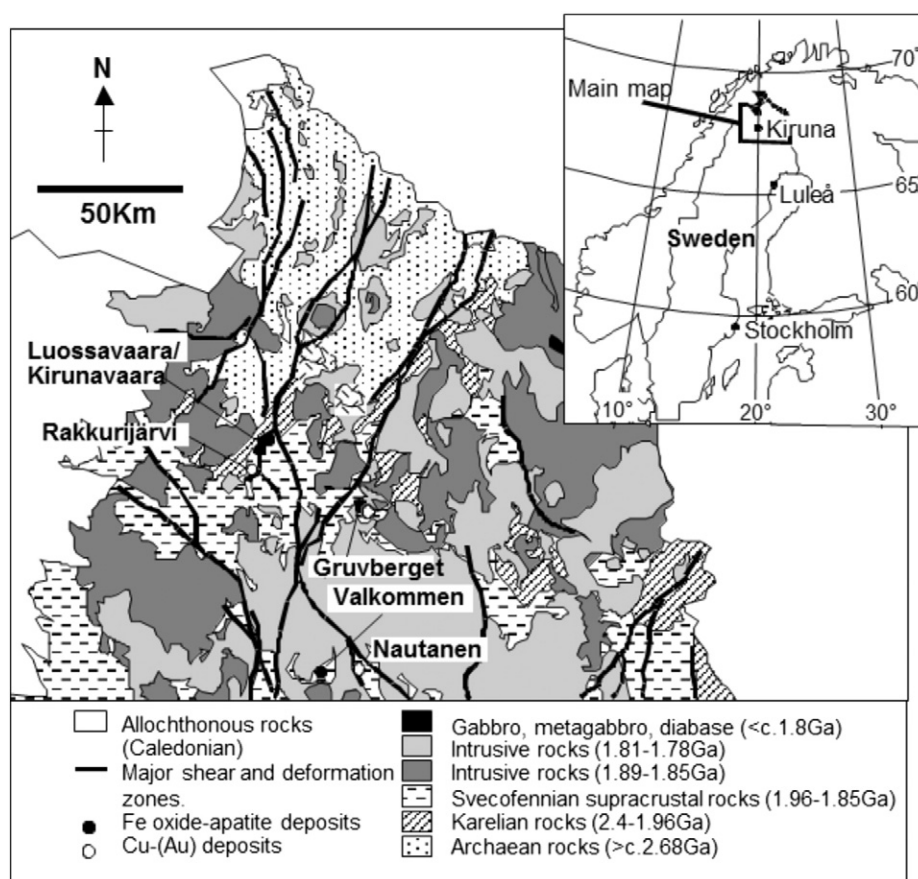 N
50Km
Luossavaara/
Kirunavaara
Rakkurijärvi
Gruvberget
Valkommen
Nautanen
Main map
Kiruna
Luleå
Sweden
Stockholm
70°
65°
60°
10°
20°
30°
Allochthonous rocks
(Caledonian)
Major shear and deformation
zones.
Fe oxide-apatite deposits
Cu-(Au) deposits
Gabbro, metagabbro, diabase (<c.1.8Ga)
Intrusive rocks (1.81-1.78Ga)
Intrusive rocks (1.89-1.85Ga)
Svecofennian supracrustal rocks (1.96-1.85Ga)
Karelian rocks (2.4-1.96Ga)
Archaean rocks (>c.2.68Ga)